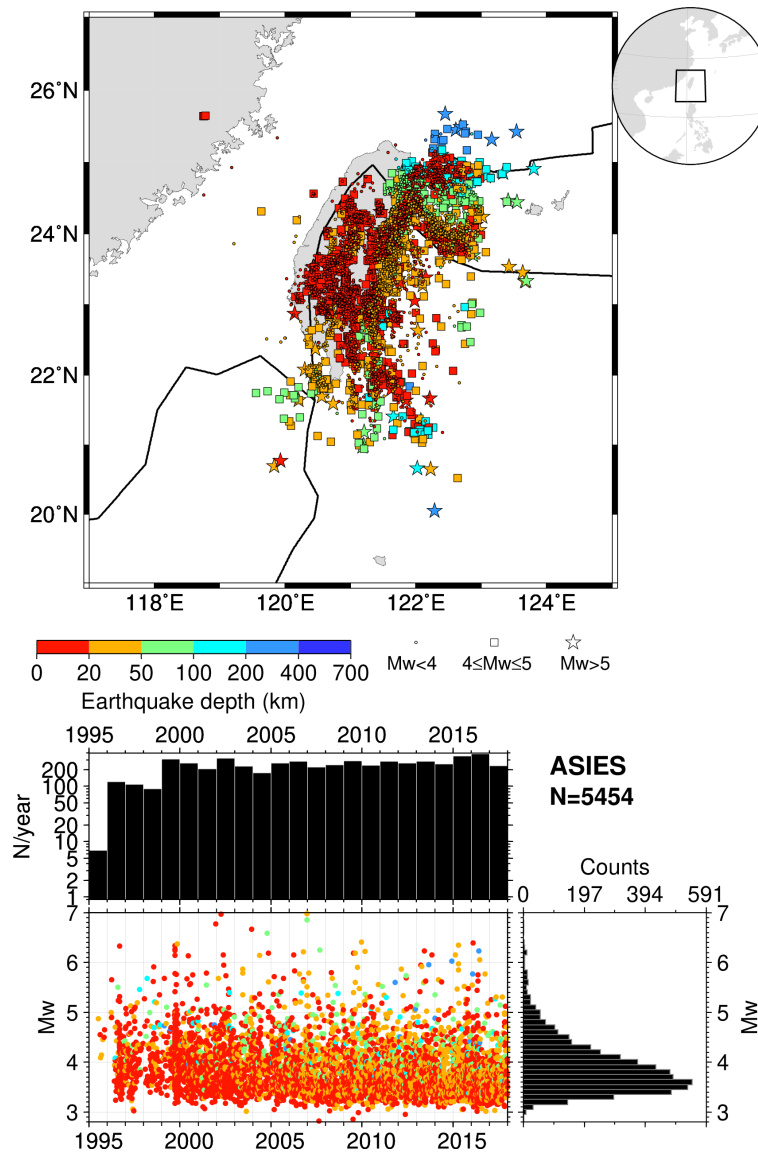 26˚N
24˚N
22˚N
20˚N
118˚E 120˚E 122˚E 124˚E
0 20 50 100 200 400 700
Earthquake depth (km)
Mw<4 4≤Mw≤5 Mw>5
1995 2000 2005 2010 2015
200
100
50
20
10
5
2
1
N/year
ASIES
N=5454
Counts
0 197 394 591
7
6
5
4
3
Mw
7
6
5
4
3
Mw
1995 2000 2005 2010 2015